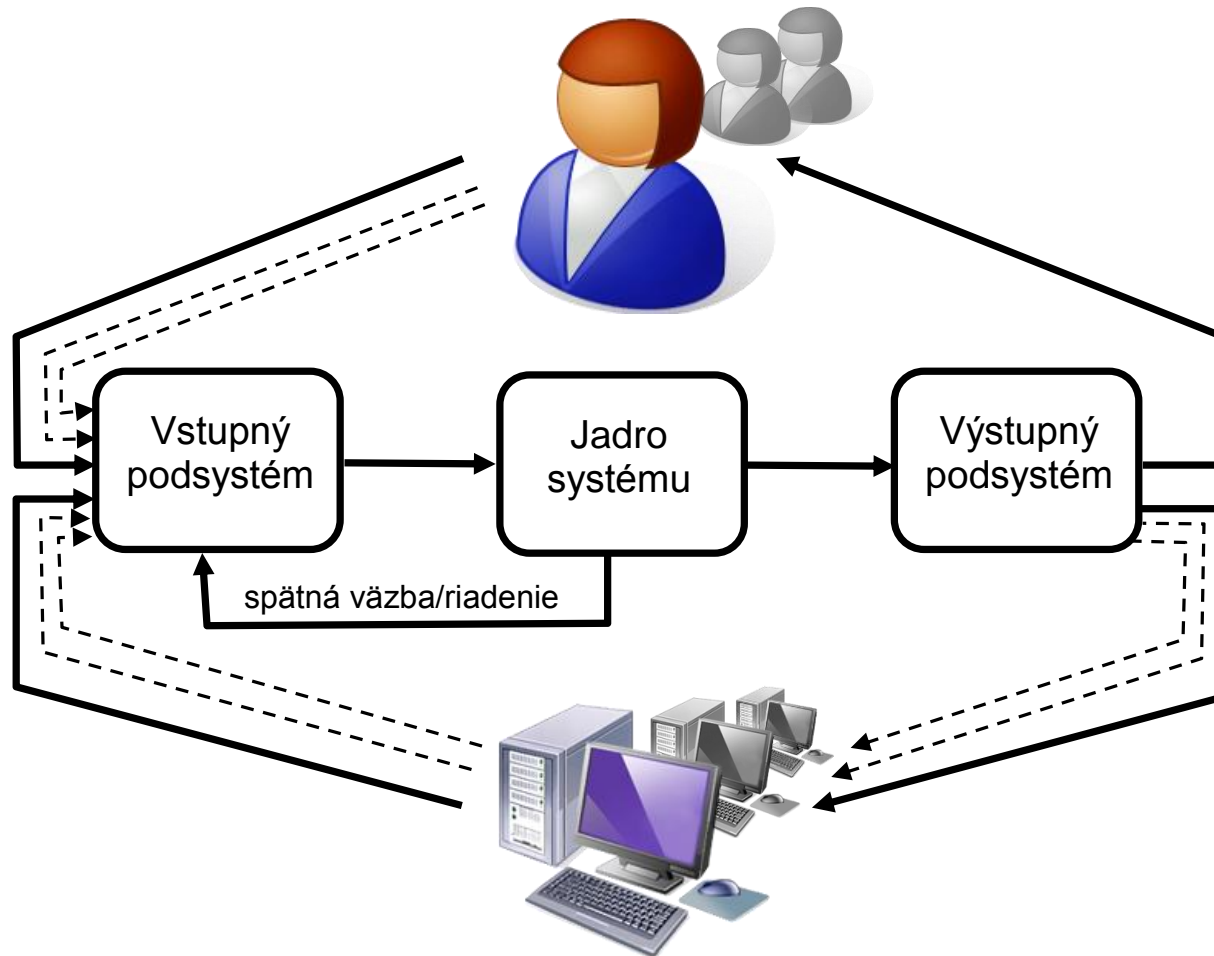 Vstupný
podsystém
Jadro
systému
Výstupný
podsystém
spätná väzba/riadenie